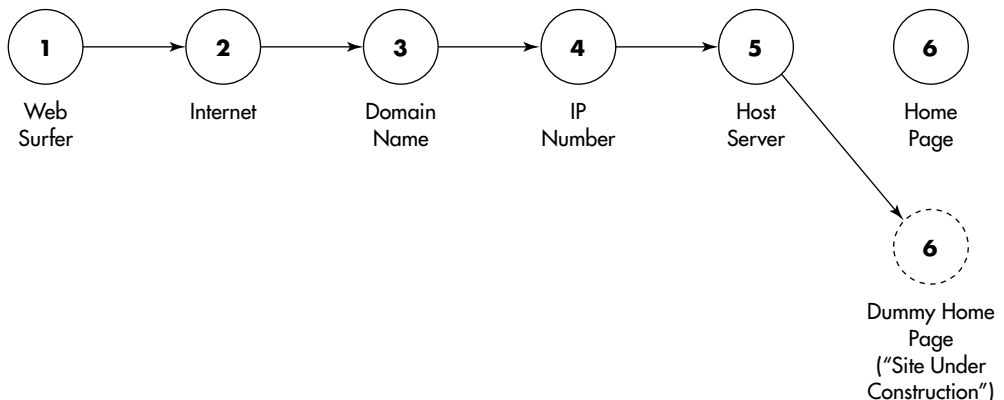 1 2 3 4 5 6
Web Surfer
Internet
Domain Name
IP Number
Host Server
Home Page
6
Dummy Home
Page
("Site Under
Construction")